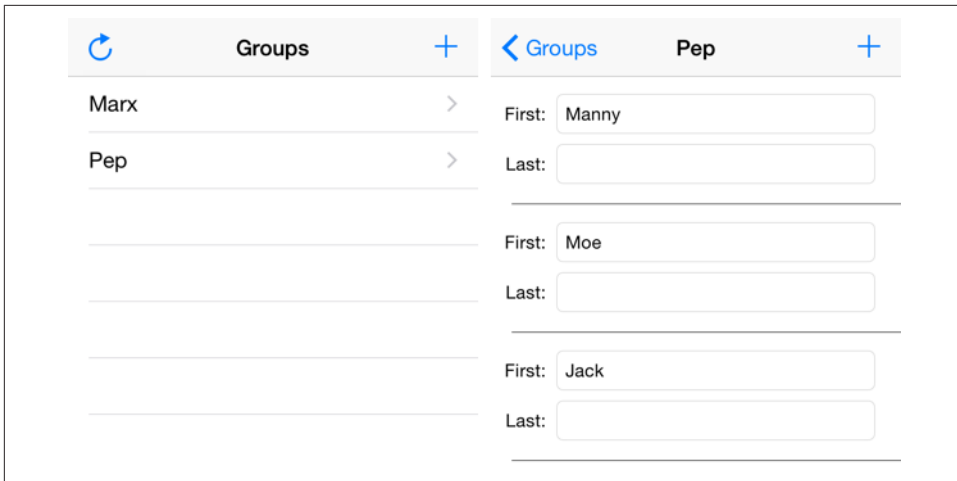 Groups
Marx
Pep
Groups Pep
First: Manny
Last:
First: Moe
Last:
First: Jack
Last: